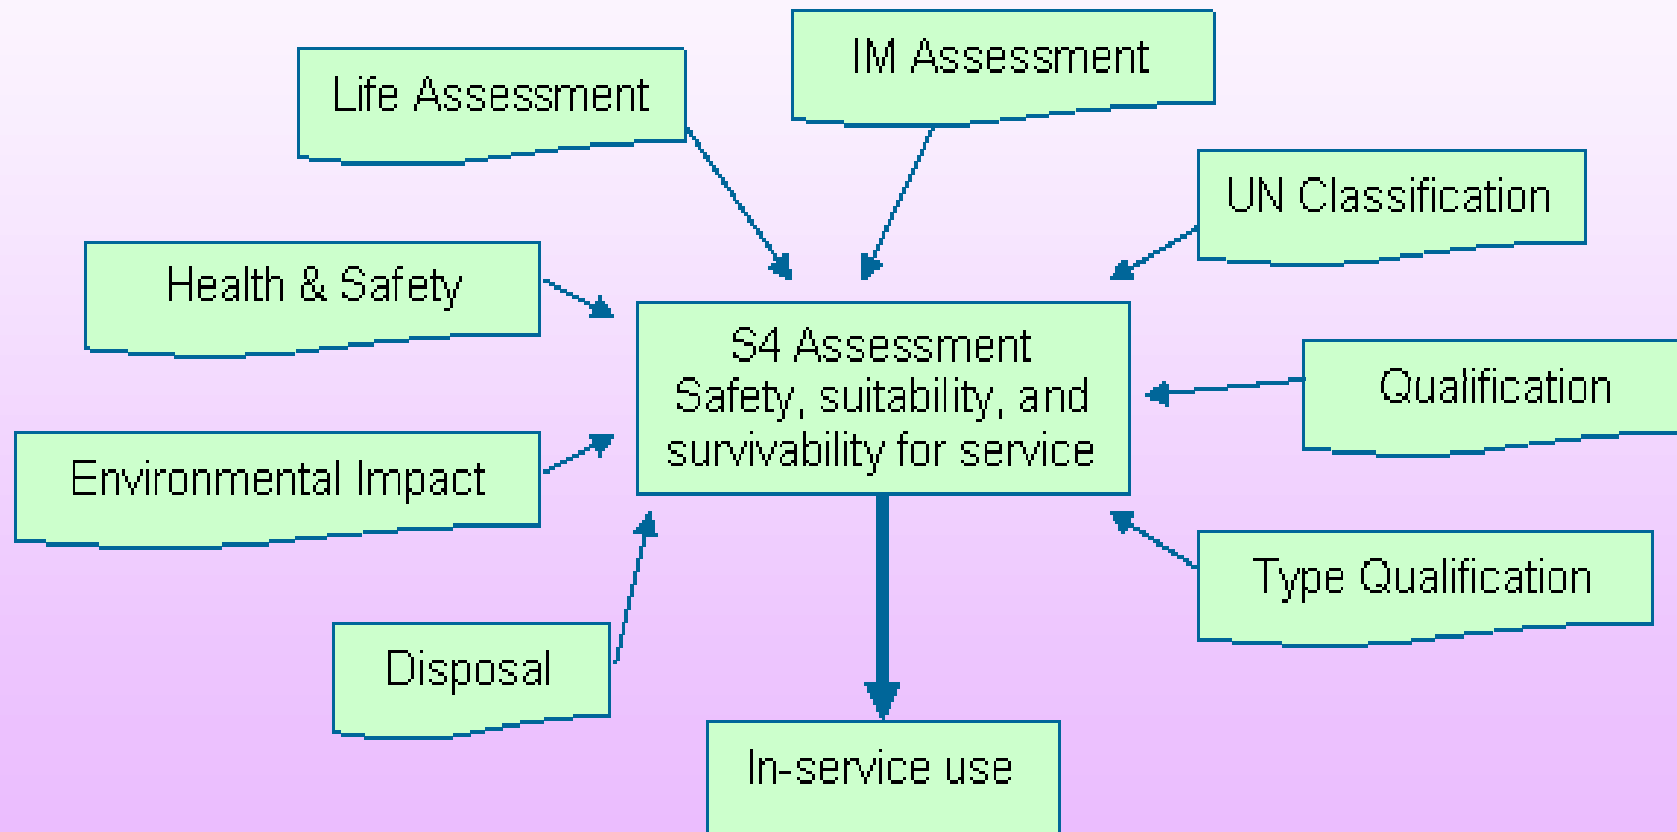 IM Assessment
Life Assessment
UN Classification
Health & Safety
S4 Assessment
Safety, suitability, and
survivability for service
Qualification
Environmental Impact
Type Qualification
Disposal
In-service use